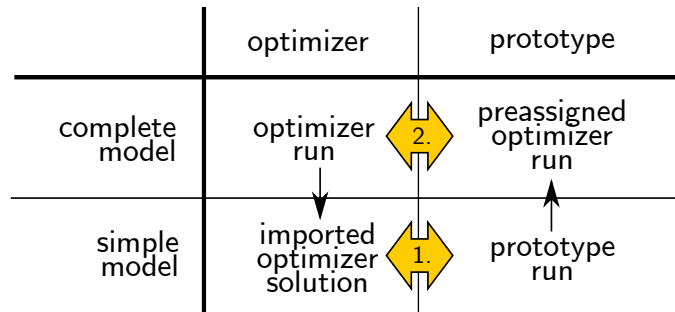 optimizer
prototype
complete
model
optimizer
run
2.
preassigned
optimizer
run
simple
model
imported
optimizer
solution
1.
prototype
run